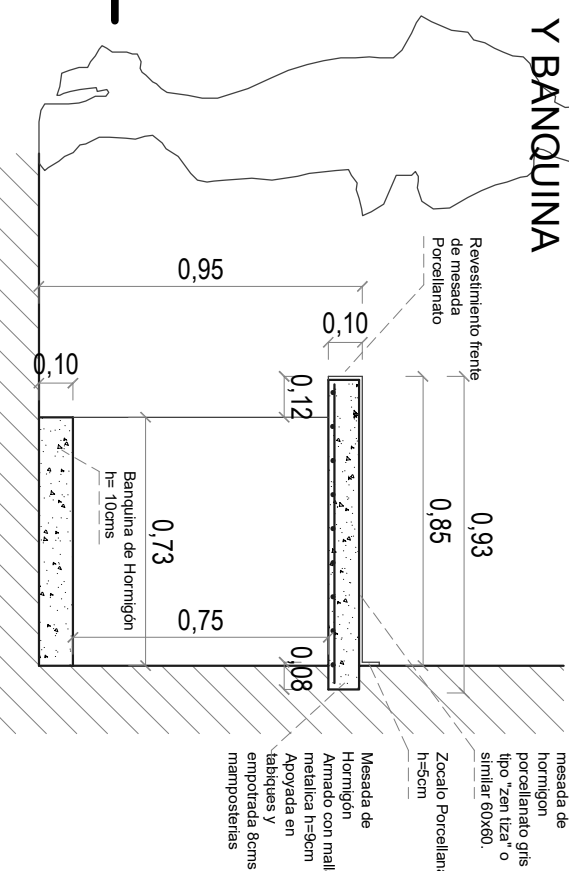 Y BANQUINA
Revestimiento frente
de mesada
Porcellanato
0,95
0,10
0,10
0,12
0,93
0,85
0,73
0,75
0,08
Banquina de Hormigón
h= 10cms
mesada de
hormigon
porcellanato gris
tipo "zen tiza" o
similar 60x60.
Zocalo Porcellana
h=5cm
Mesada de
Hormigón
Armado con mall
metalica h=9cm
Apoyada en
tabiques y
empotrada 8cms
mamposterias